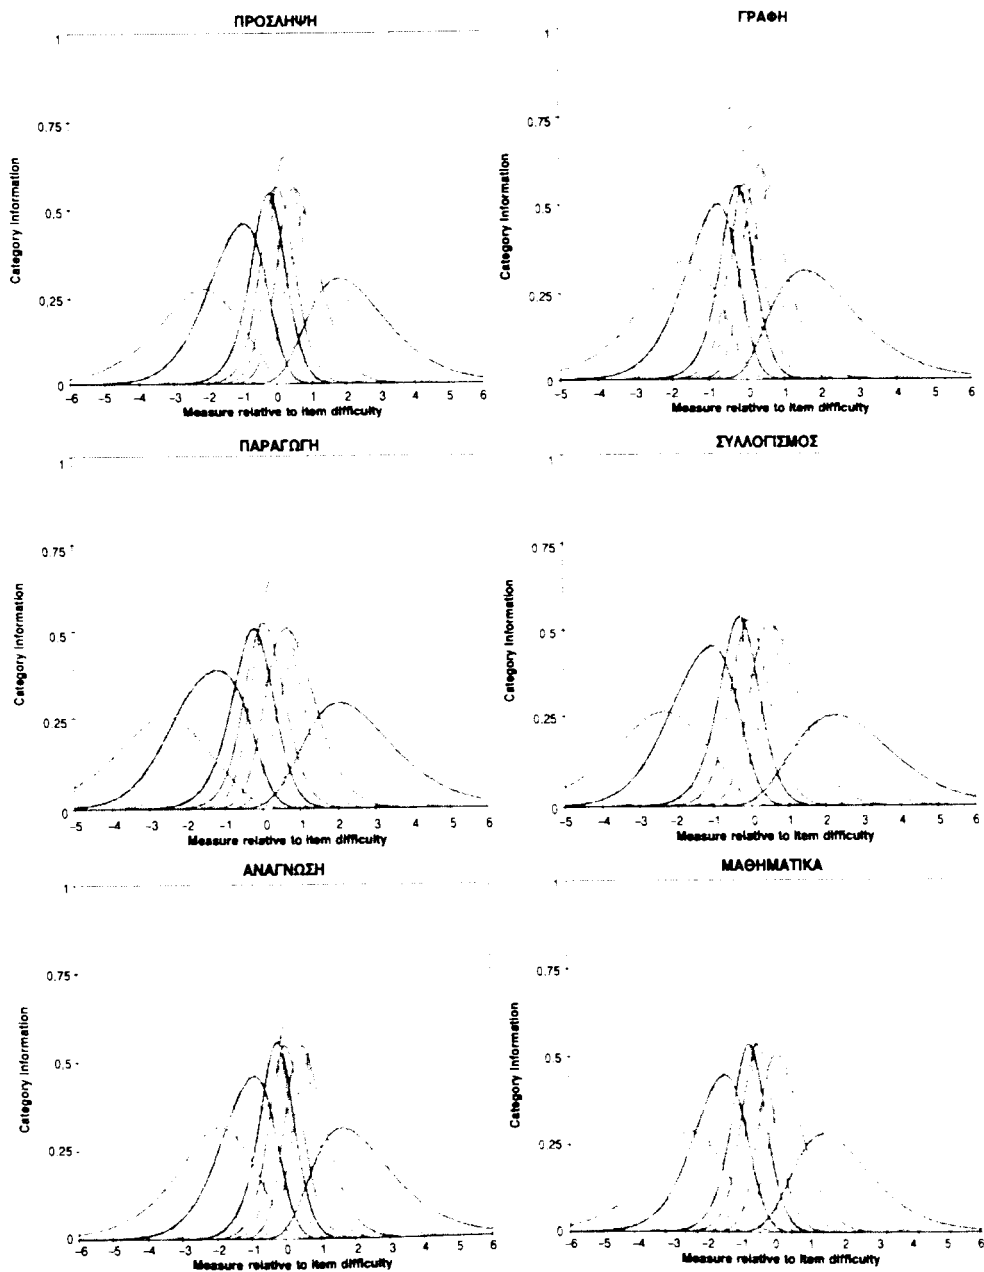 ΠΡΟΣΛΗΨΗ
1
0.75
0.5
0.25
0
Category Information
-6 -5 -4 -3 -2 -1 0 1 2 3 4 5 6
Measure relative to item difficulty
ΓΡΑΦΗ
1
0.75
0.5
0.25
0
Category Information
-5 -4 -3 -2 -1 0 1 2 3 4 5 6
Measure relative to item difficulty
ΠΑΡΑΓΩΓΗ
1
0.75
0.5
0.25
0
Category Information
-5 -4 -3 -2 -1 0 1 2 3 4 5 6
Measure relative to item difficulty
ΣΥΛΛΟΓΙΣΜΟΣ
1
0.75
0.5
0.25
0
Category Information
-5 -4 -3 -2 -1 0 1 2 3 4 5 6
Measure relative to item difficulty
ΑΝΑΓΝΩΣΗ
1
0.75
0.5
0.25
0
Category Information
-6 -5 -4 -3 -2 -1 0 1 2 3 4 5 6
Measure relative to item difficulty
ΜΑΘΗΜΑΤΙΚΑ
1
0.75
0.5
0.25
0
Category Information
-6 -5 -4 -3 -2 -1 0 1 2 3 4 5 6
Measure relative to item difficulty